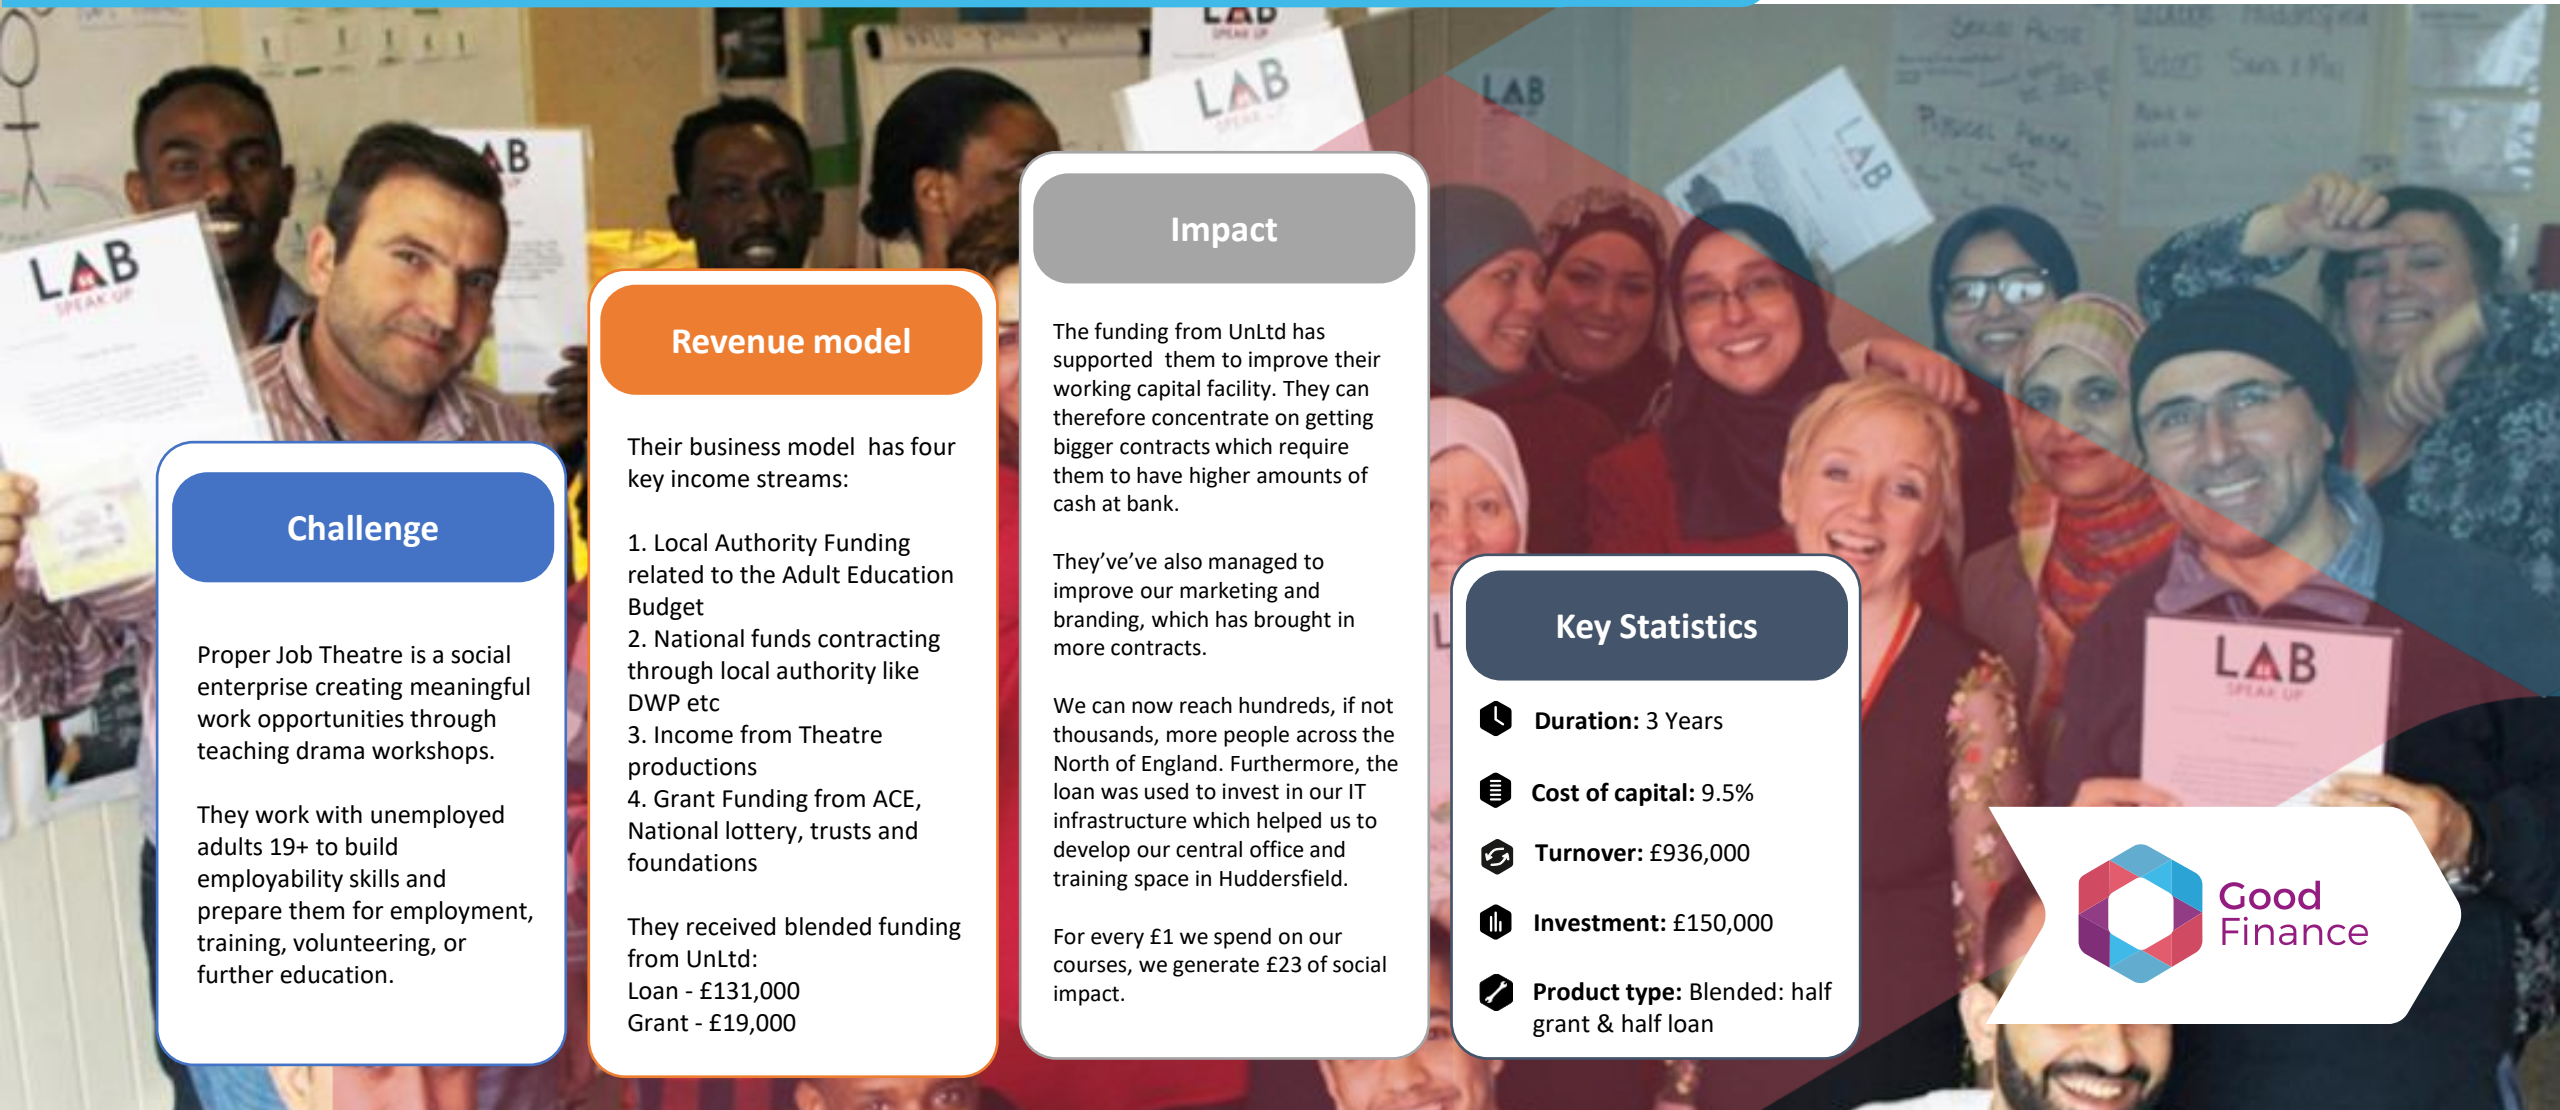 LAB
SPEAK UP
LAB
SPEAK UP
LAB
SPEAK UP
LAB
LAB
LAB
SPEAK UP
Challenge
Proper Job Theatre is a social
enterprise creating meaningful
work opportunities through
teaching drama workshops.
They work with unemployed
adults 19+ to build
employability skills and
prepare them for employment,
training, volunteering, or
further education.
Revenue model
Their business model  has four
key income streams:
1. Local Authority Funding
related to the Adult Education
Budget
2. National funds contracting
through local authority like
DWP etc
3. Income from Theatre
productions
4. Grant Funding from ACE,
National lottery, trusts and
foundations
They received blended funding
from UnLtd:
Loan - £131,000
Grant - £19,000
Impact
The funding from UnLtd has
supported  them to improve their
working capital facility. They can
therefore concentrate on getting
bigger contracts which require
them to have higher amounts of
cash at bank.
They’ve’ve also managed to
improve our marketing and
branding, which has brought in
more contracts.
We can now reach hundreds, if not
thousands, more people across the
North of England. Furthermore, the
loan was used to invest in our IT
infrastructure which helped us to
develop our central office and
training space in Huddersfield.
For every £1 we spend on our
courses, we generate £23 of social
impact.
Key Statistics
Duration: 3 Years
Cost of capital: 9.5%
Turnover: £936,000
Investment: £150,000
Product type: Blended: half
grant & half loan
Good
Finance